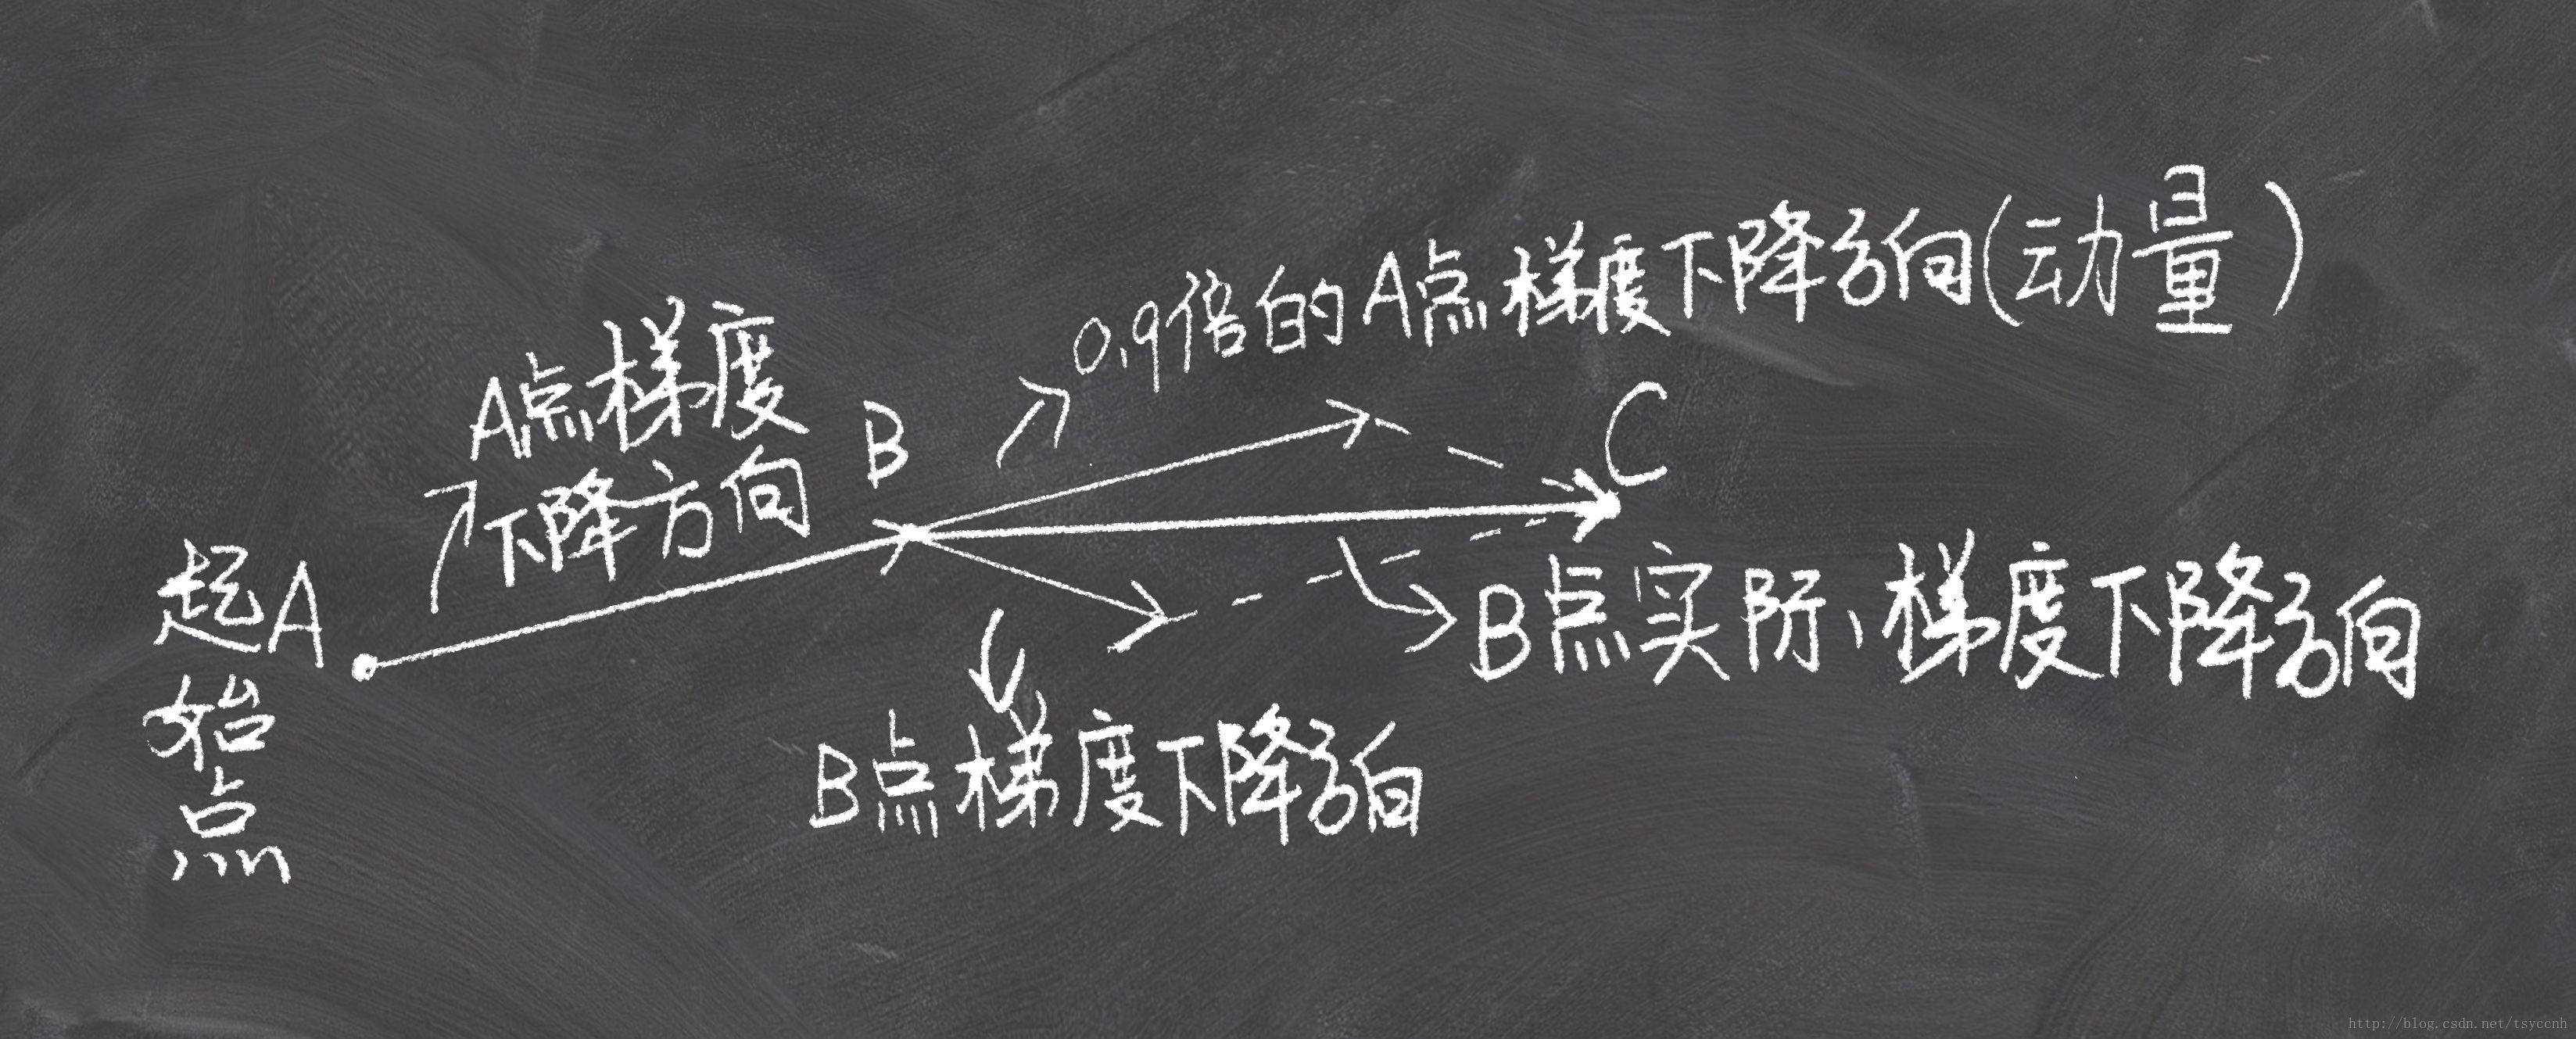 0.9倍的A点梯度下降方向(动量)
A点梯度
下降方向
B
C
起
始
点
A
B点实际梯度下降方向
B点梯度下降方向
http://blog.csdn.net/tsyccnh